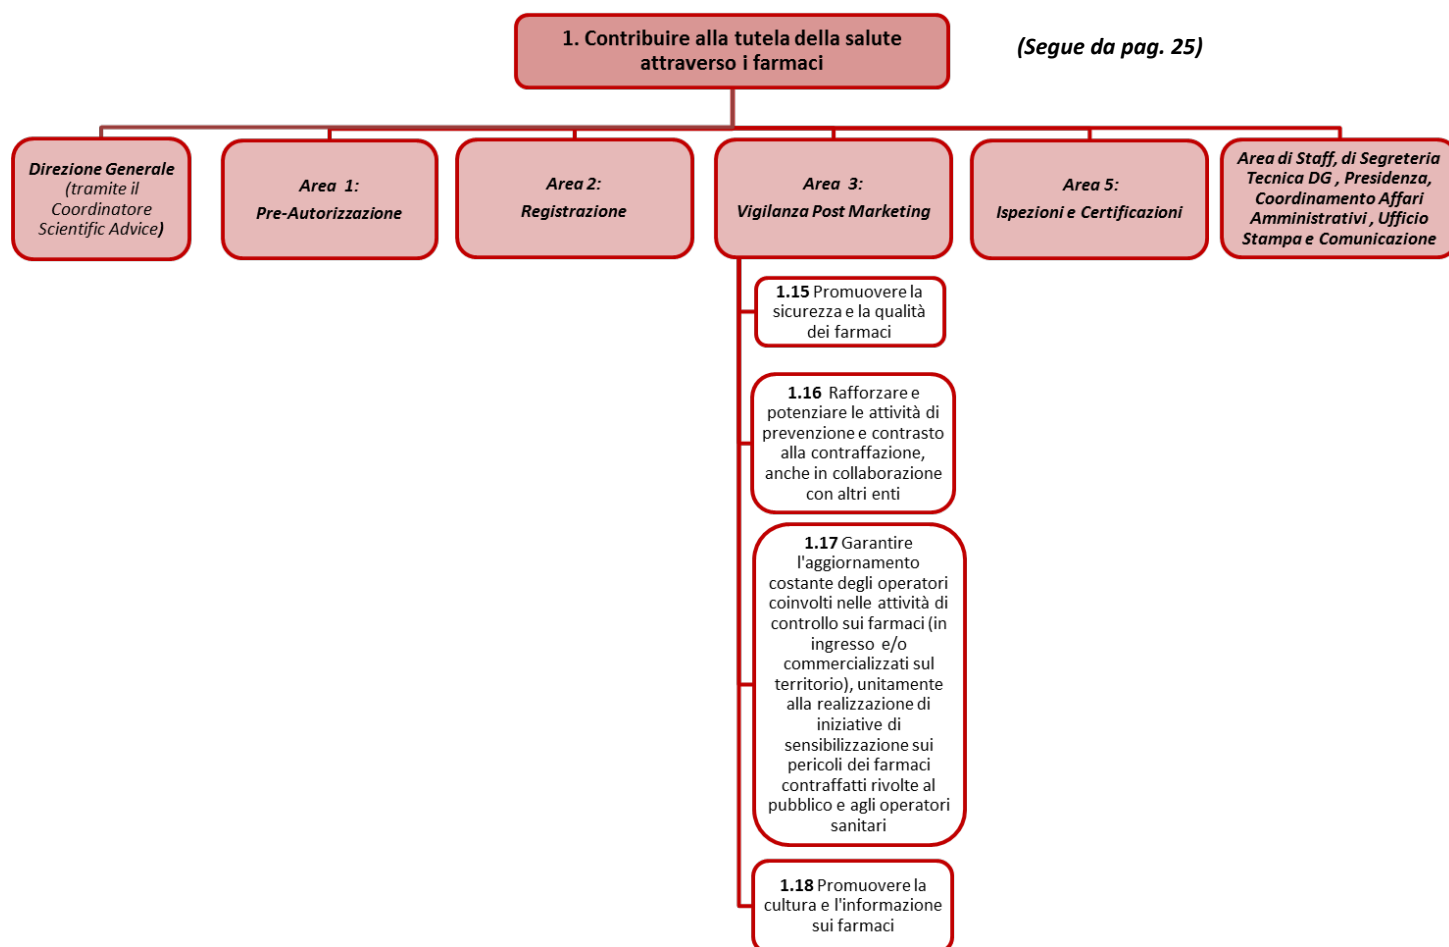 1. Contribuire alla tutela della salute
attraverso i farmaci
(Segue da pag. 25)
Direzione Generale
(tramite il
Coordinatore
Scientific Advice)
Area 1:
Pre-Autorizzazione
Area 2:
Registrazione
Area 3:
Vigilanza Post Marketing
Area 5:
Ispezioni e Certificazioni
Area di Staff, di Segreteria
Tecnica DG , Presidenza,
Coordinamento Affari
Amministrativi , Ufficio
Stampa e Comunicazione
1.15 Promuovere la
sicurezza e la qualità
dei farmaci
1.16 Rafforzare e
potenziare le attività di
prevenzione e contrasto
alla contraffazione,
anche in collaborazione
con altri enti
1.17 Garantire
l'aggiornamento
costante degli operatori
coinvolti nelle attività di
controllo sui farmaci (in
ingresso e/o
commercializzati sul
territorio), unitamente
alla realizzazione di
iniziative di
sensibilizzazione sui
pericoli dei farmaci
contraffatti rivolte al
pubblico e agli operatori
sanitari
1.18 Promuovere la
cultura e l'informazione
sui farmaci